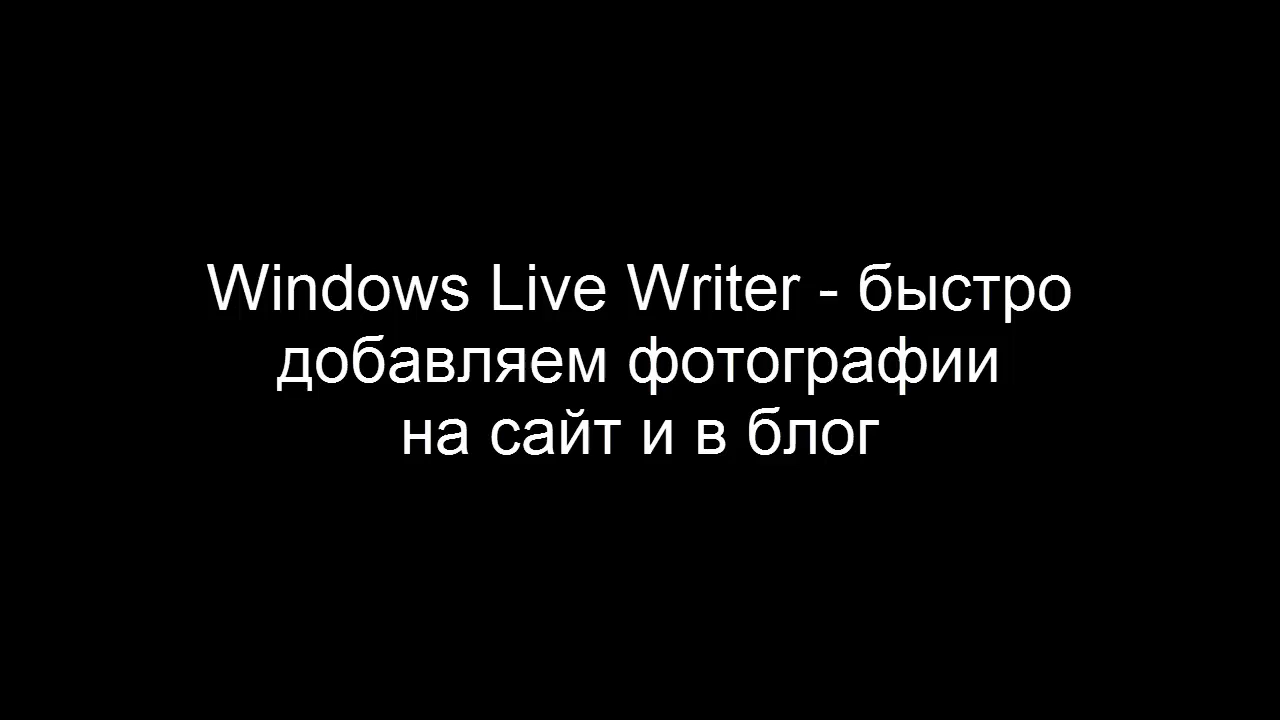 Windows Live Writer - быстро
добавляем фотографии
на сайт и в блог